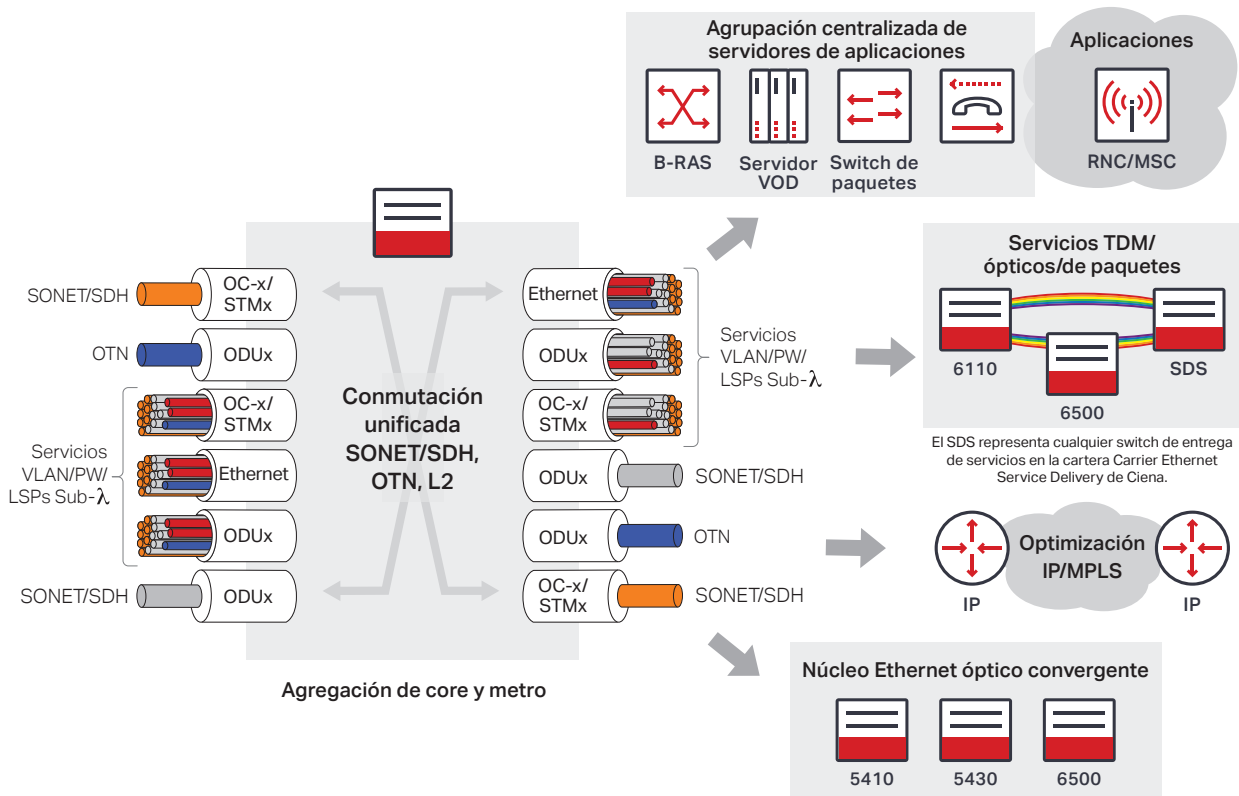 Agrupación centralizada de
servidores de aplicaciones
B-RAS
Servidor
VOD
Switch de
paquetes
Aplicaciones
RNC/MSC
SONET/SDH
OC-x/
STMx
OTN
ODUx
Servicios
VLAN/PW/
LSPs Sub-λ
OC-x/
STMx
Ethernet
ODUx
SONET/SDH
ODUx
Conmutación
unificada
SONET/SDH,
OTN, L2
Ethernet
ODUx
OC-x/
STMx
Servicios
VLAN/PW/
LSPs Sub-λ
ODUx
SONET/SDH
ODUx
OTN
OC-x/
STMx
SONET/SDH
Agregación de core y metro
Servicios TDM/
ópticos/de paquetes
6110
6500
SDS
El SDS representa cualquier switch de entrega
de servicios en la cartera Carrier Ethernet
Service Delivery de Ciena.
Optimización
IP/MPLS
IP
IP
Núcleo Ethernet óptico convergente
5410
5430
6500